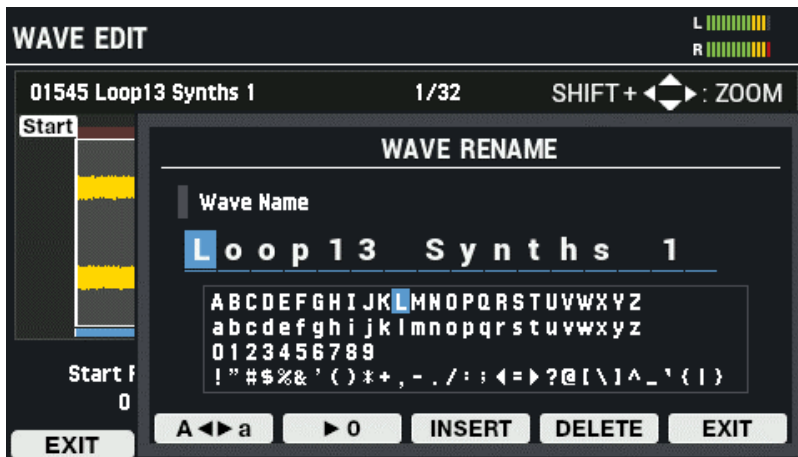 WAVE EDIT
L
R
01545 Loop13 Synths 1 1/32 SHIFT+ ◀▶: ZOOM
Start
WAVE RENAME
Wave Name
Loop13 Synths 1
ABCDEFGHIJKLMNOPQRSTUVWXYZ
abcdefghijklmnopqrstuvwxyz
0123456789
!"#$%&'()*+,-./:;◀=▶?@[\]^_'{|}
Start
0
A◀▶a ▶0 INSERT DELETE EXIT
EXIT